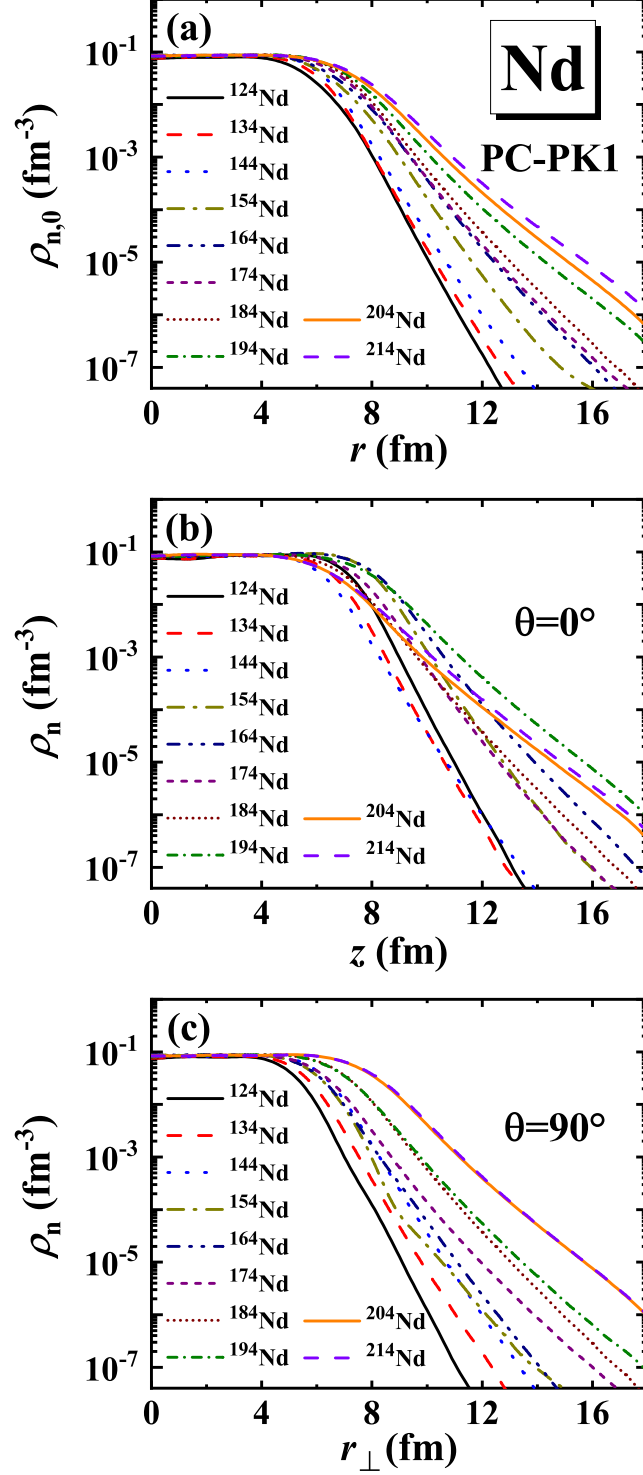 (a)
Nd
PC-PK1
ρn,0 (fm-3)
10-1
10-3
10-5
10-7
124Nd
134Nd
144Nd
154Nd
164Nd
174Nd
184Nd 204Nd
194Nd 214Nd
0 4 8 12 16
r (fm)
(b)
θ=0°
ρn (fm-3)
10-1
10-3
10-5
10-7
124Nd
134Nd
144Nd
154Nd
164Nd
174Nd
184Nd 204Nd
194Nd 214Nd
0 4 8 12 16
z (fm)
(c)
θ=90°
ρn (fm-3)
10-1
10-3
10-5
10-7
124Nd
134Nd
144Nd
154Nd
164Nd
174Nd
184Nd 204Nd
194Nd 214Nd
0 4 8 12 16
r⊥ (fm)